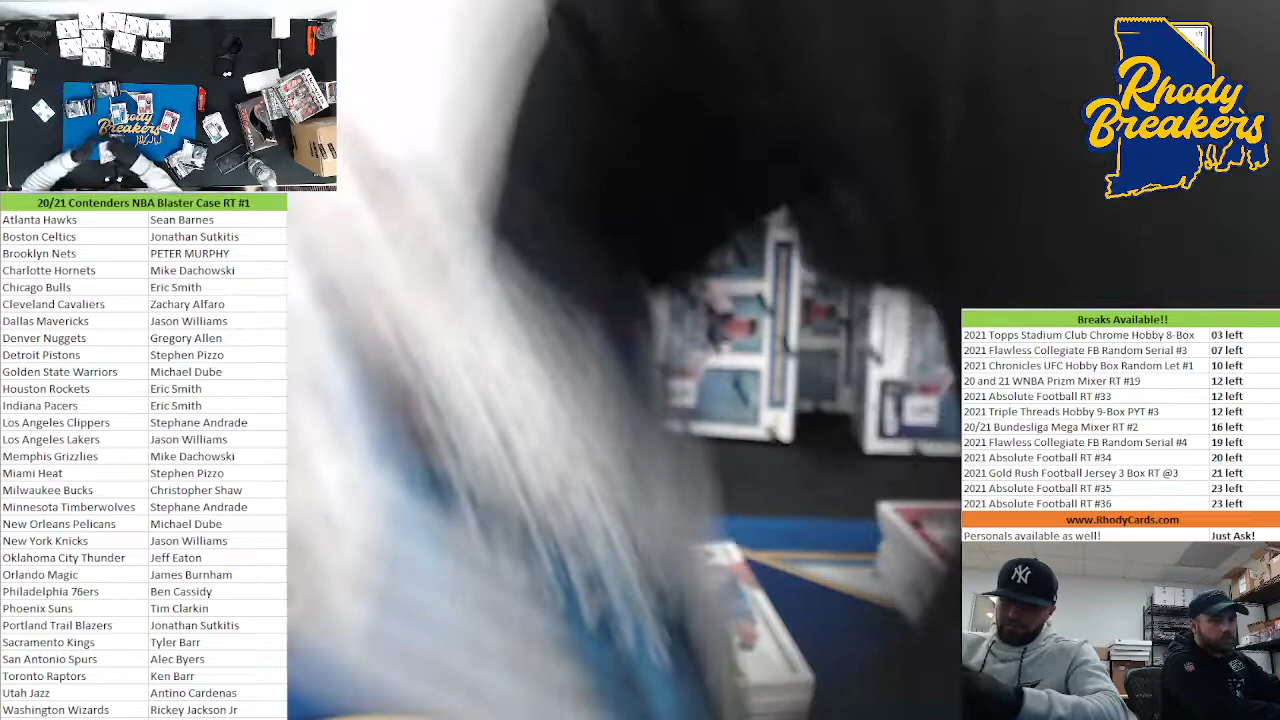 Rhody
Breakers
Rhody
Breakers
20/21 Contenders NBA Blaster Case RT #1
Atlanta Hawks Sean Barnes
Boston Celtics Jonathan Sutkitis
Brooklyn Nets PETER MURPHY
Charlotte Hornets Mike Dachowski
Chicago Bulls Eric Smith
Cleveland Cavaliers Zachary Alfaro
Dallas Mavericks Jason Williams
Denver Nuggets Gregory Allen
Detroit Pistons Stephen Pizzo
Golden State Warriors Michael Dube
Houston Rockets Eric Smith
Indiana Pacers Eric Smith
Los Angeles Clippers Stephane Andrade
Los Angeles Lakers Jason Williams
Memphis Grizzlies Mike Dachowski
Miami Heat Stephen Pizzo
Milwaukee Bucks Christopher Shaw
Minnesota Timberwolves Stephane Andrade
New Orleans Pelicans Michael Dube
New York Knicks Jason Williams
Oklahoma City Thunder Jeff Eaton
Orlando Magic James Burnham
Philadelphia 76ers Ben Cassidy
Phoenix Suns Tim Clarkin
Portland Trail Blazers Jonathan Sutkitis
Sacramento Kings Tyler Barr
San Antonio Spurs Alec Byers
Toronto Raptors Ken Barr
Utah Jazz Antino Cardenas
Washington Wizards Rickey Jackson Jr
Breaks Available!!
2021 Topps Stadium Club Chrome Hobby 8-Box 03 left
2021 Flawless Collegiate FB Random Serial #3 07 left
2021 Chronicles UFC Hobby Box Random Let #1 10 left
20 and 21 WNBA Prizm Mixer RT #19 12 left
2021 Absolute Football RT #33 12 left
2021 Triple Threads Hobby 9-Box PYT #3 12 left
20/21 Bundesliga Mega Mixer RT #2 16 left
2021 Flawless Collegiate FB Random Serial #4 19 left
2021 Absolute Football RT #34 20 left
2021 Gold Rush Football Jersey 3 Box RT @3 21 left
2021 Absolute Football RT #35 23 left
2021 Absolute Football RT #36 23 left
www.RhodyCards.com
Personals available as well! Just Ask!